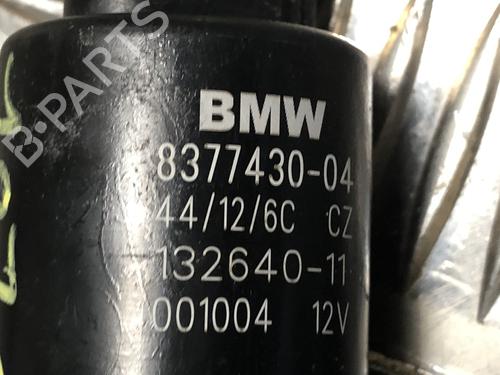 BMW
8377430-04
44/12/6C CZ
132640-11
001004 12V
B-PARTS